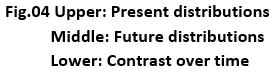 Fig.04 Upper: Present distributions
Middle: Future distributions
Lower: Contrast over time